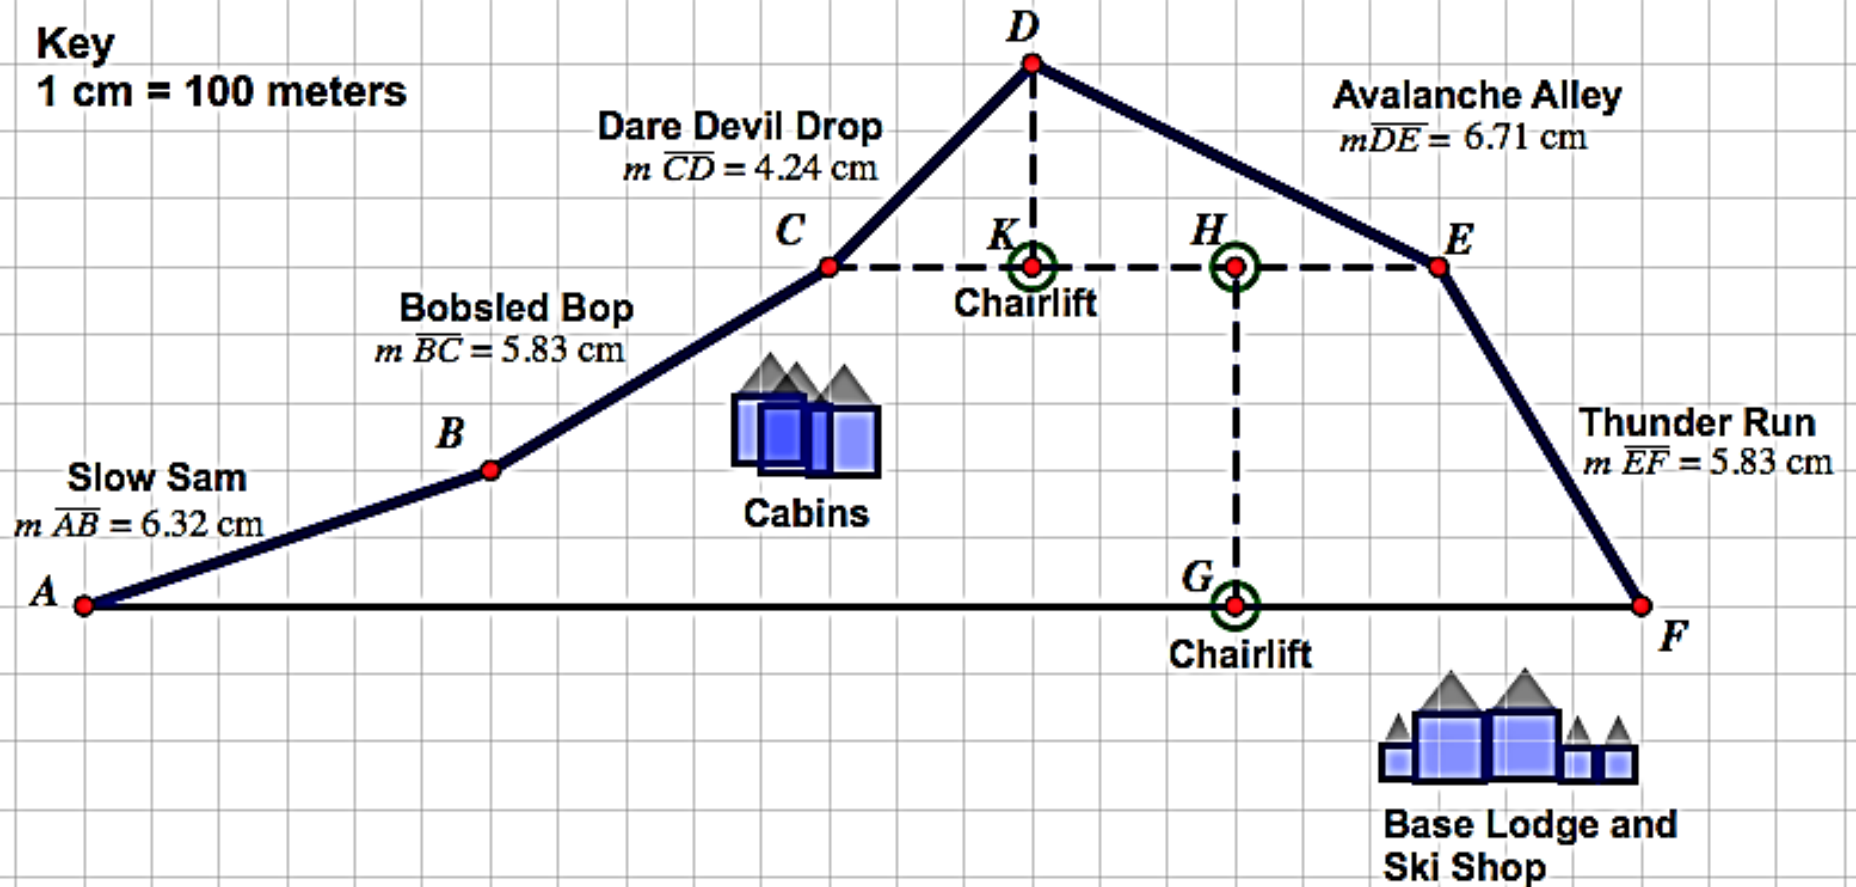 Key
1 cm = 100 meters
D
Avalanche Alley
mDE = 6.71 cm
Dare Devil Drop
m CD = 4.24 cm
C
K
H
E
Chairlift
Bobsled Bop
m BC = 5.83 cm
B
Thunder Run
m EF = 5.83 cm
Slow Sam
m AB = 6.32 cm
Cabins
A
G
F
Chairlift
Base Lodge and
Ski Shop